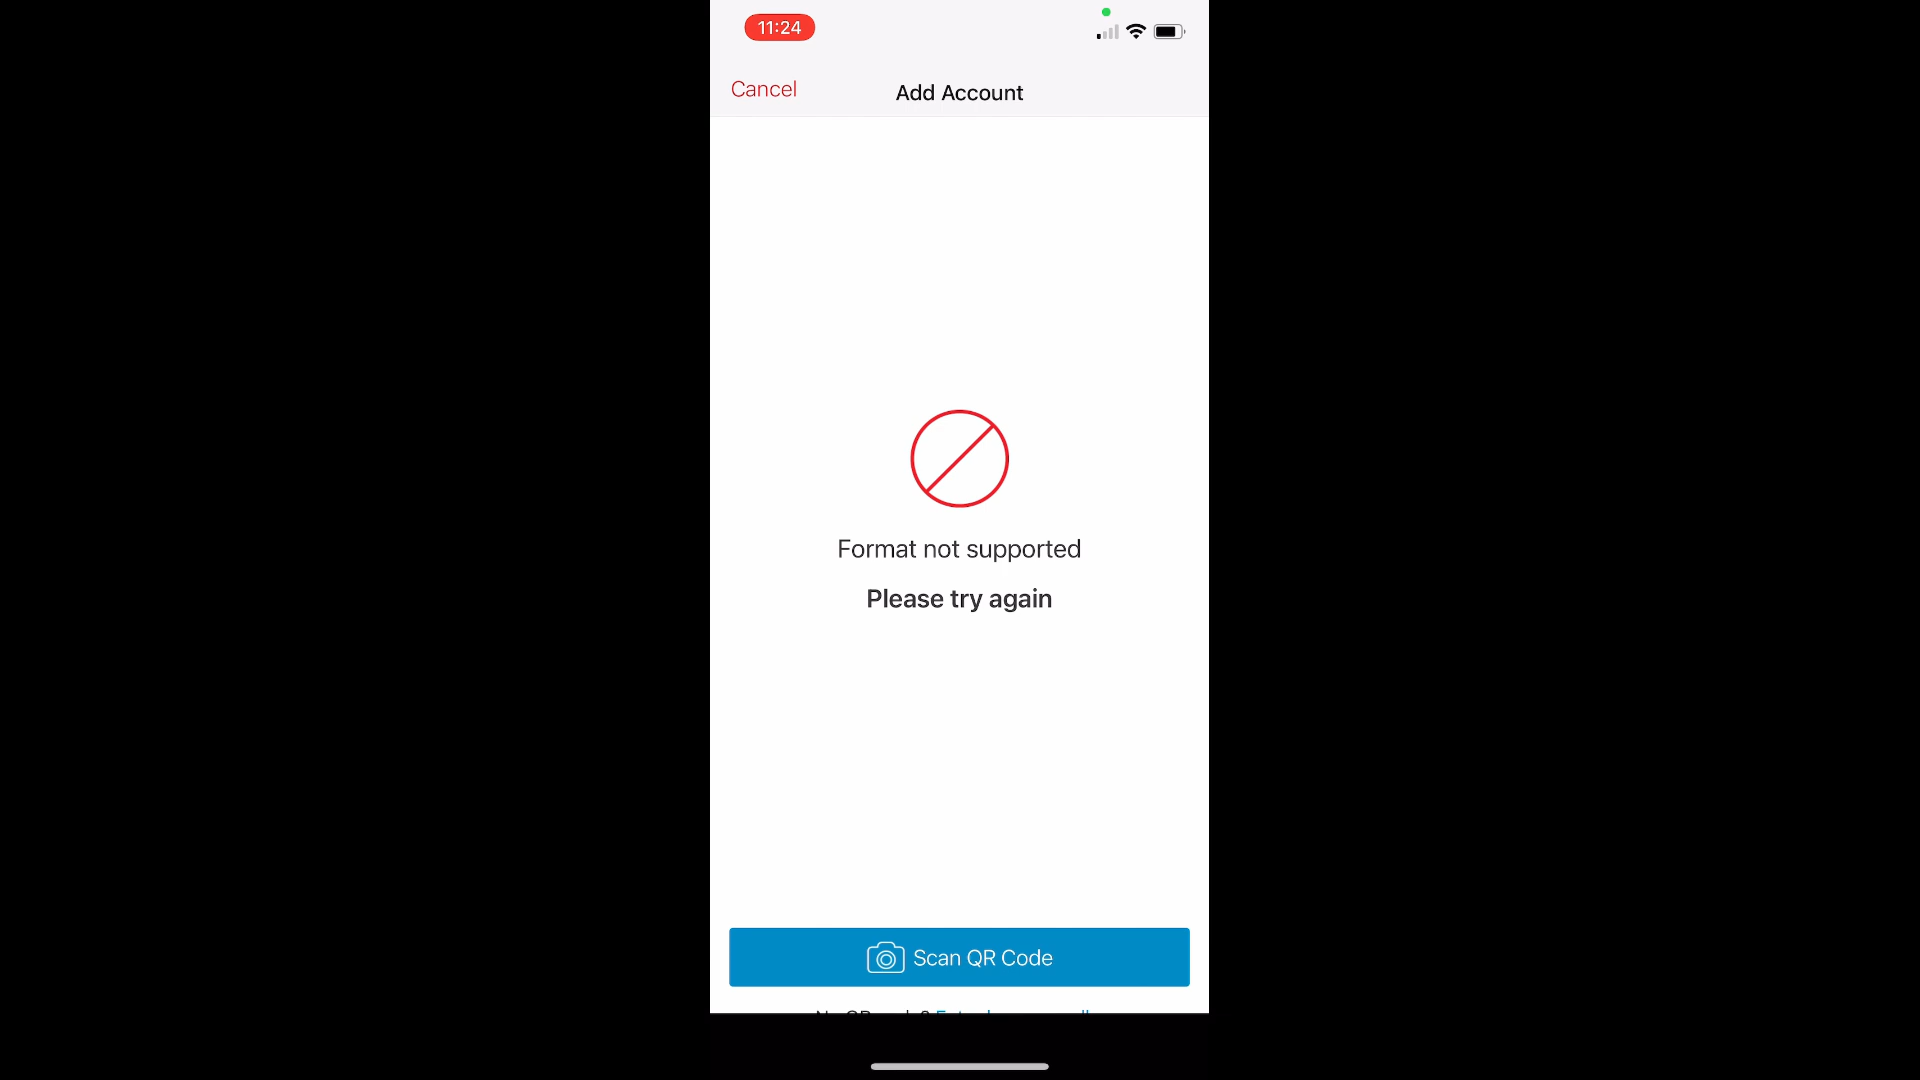 11:24
Cancel
Add Account
Format not supported
Please try again
Scan QR Code